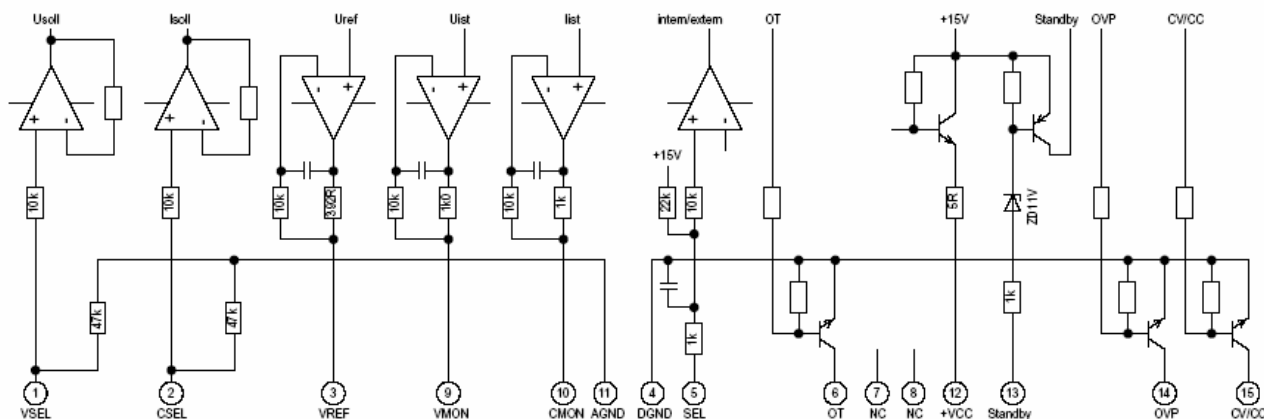 Usoll Isoll Uref Uist Iist intern/extern OT +15V Standby OVP CV/CC
+ - + - - + - + - + + - 
+15V
10k 10k 10k 392R 10k 1k0 10k 1k 22k 10k 5R ZD11V
47k 47k 1k 1k
1 2 3 9 10 11 4 5 6 7 8 12 13 14 15
VSEL CSEL VREF VMON CMON AGND DGND SEL OT NC NC +VCC Standby OVP CV/CC